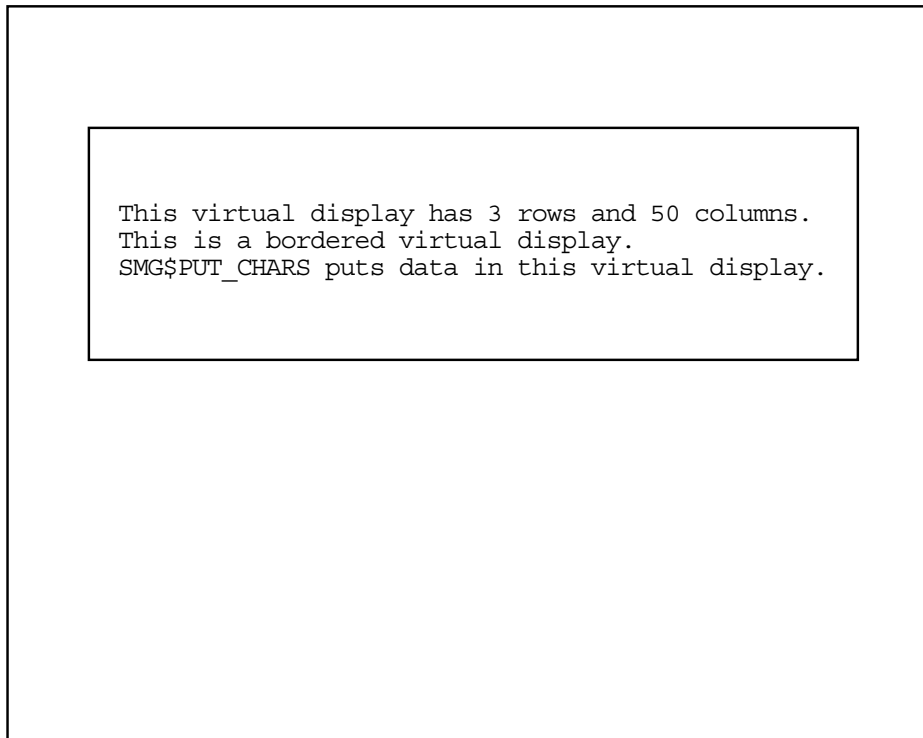 This virtual display has 3 rows and 50 columns.
This is a bordered virtual display.
SMG$PUT_CHARS puts data in this virtual display.